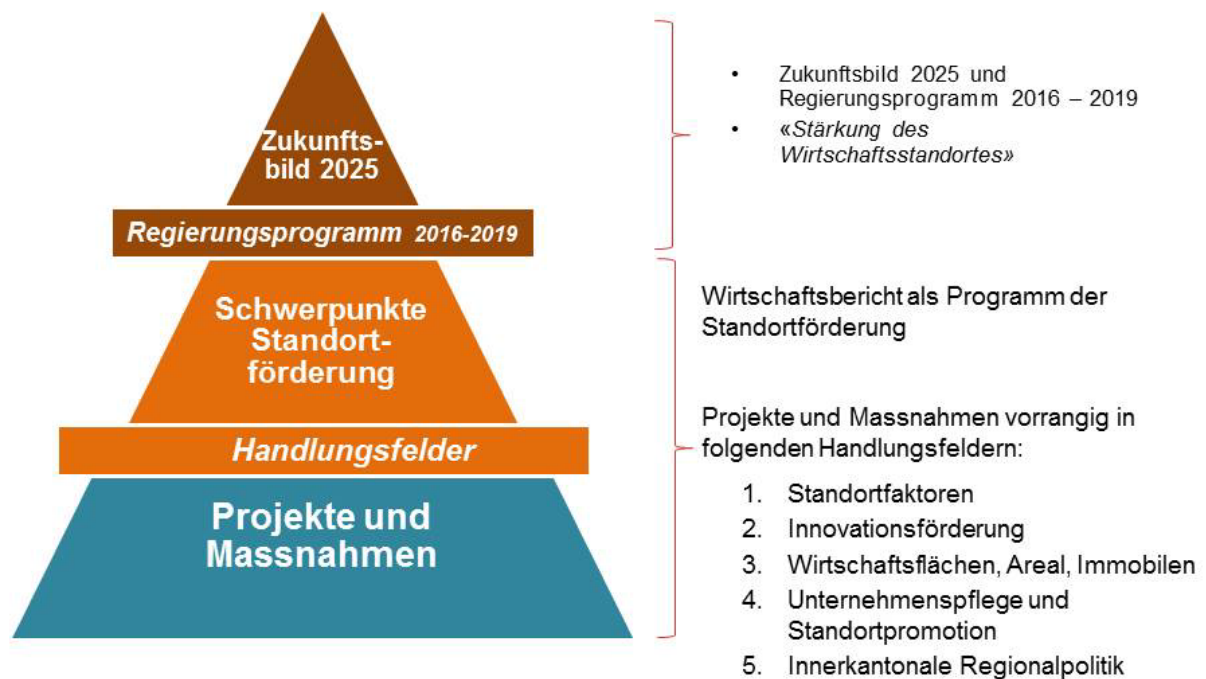 Zukunfts-
bild 2025
Regierungsprogramm 2016-2019
Schwerpunkte
Standort-
förderung
Handlungsfelder
Projekte und
Massnahmen
• Zukunftsbild 2025 und
Regierungsprogramm 2016 – 2019
• «Stärkung des
Wirtschaftsstandortes»
Wirtschaftsbericht als Programm der
Standortförderung
Projekte und Massnahmen vorrangig in
folgenden Handlungsfeldern:
1. Standortfaktoren
2. Innovationsförderung
3. Wirtschaftsflächen, Areal, Immobilen
4. Unternehmenspflege und
Standortpromotion
5. Innerkantonale Regionalpolitik